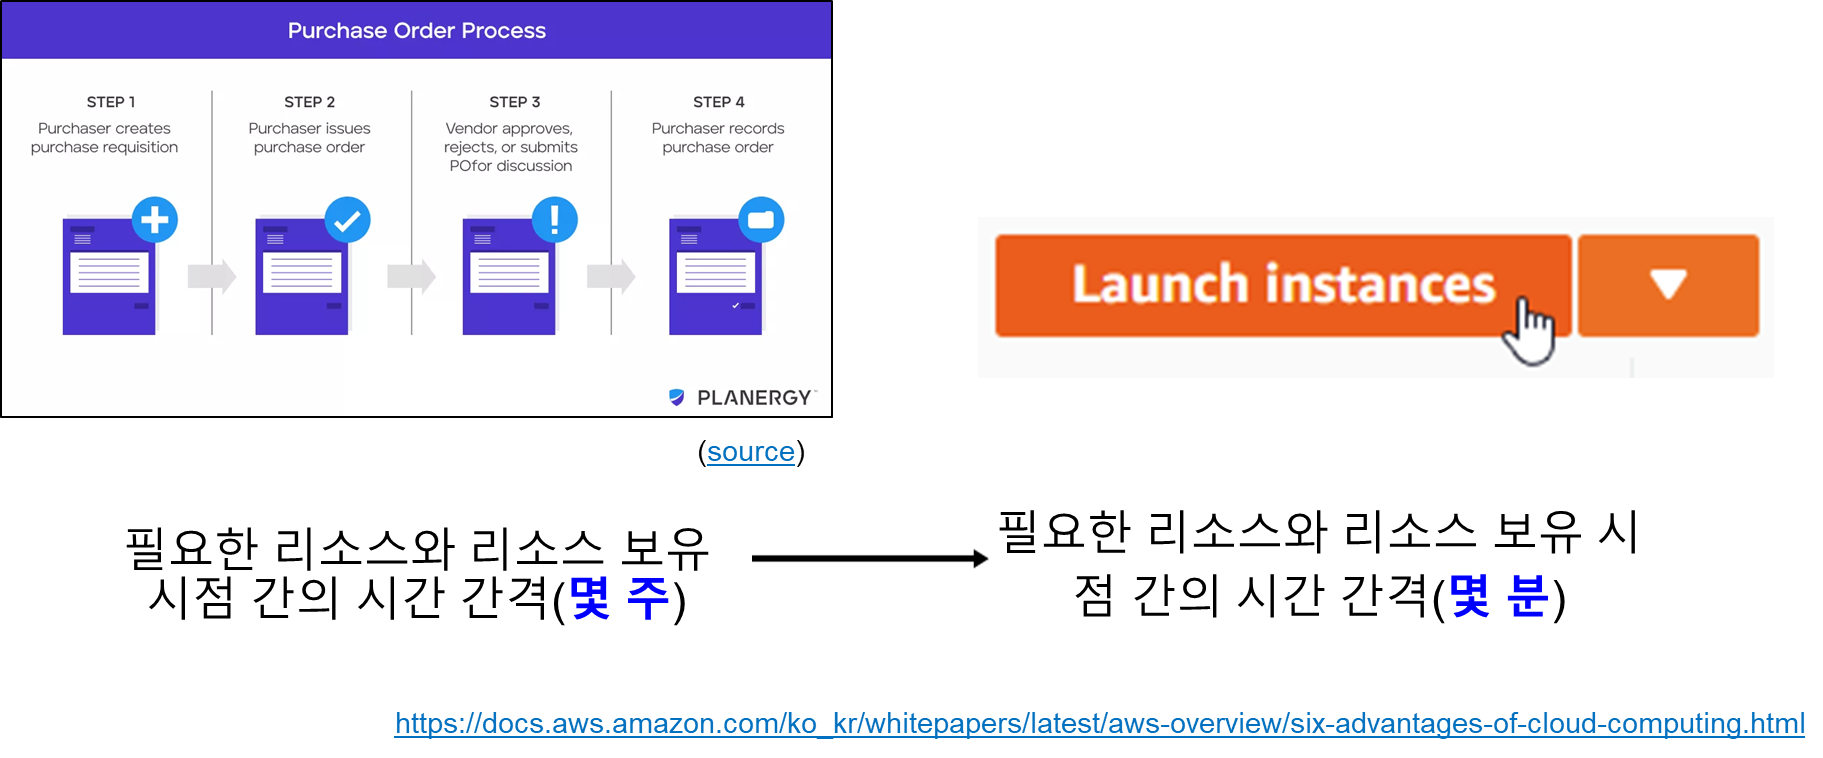 Purchase Order Process
STEP 1
Purchaser creates
purchase requisition
STEP 2
Purchaser issues
purchase order
STEP 3
Vendor approves,
rejects, or submits
POfor discussion
STEP 4
Purchaser records
purchase order
PLANERGY™
(source)
Launch instances
필요한 리소스와 리소스 보유
시점 간의 시간 간격(몇 주)
필요한 리소스와 리소스 보유 시
점 간의 시간 간격(몇 분)
https://docs.aws.amazon.com/ko_kr/whitepapers/latest/aws-overview/six-advantages-of-cloud-computing.html